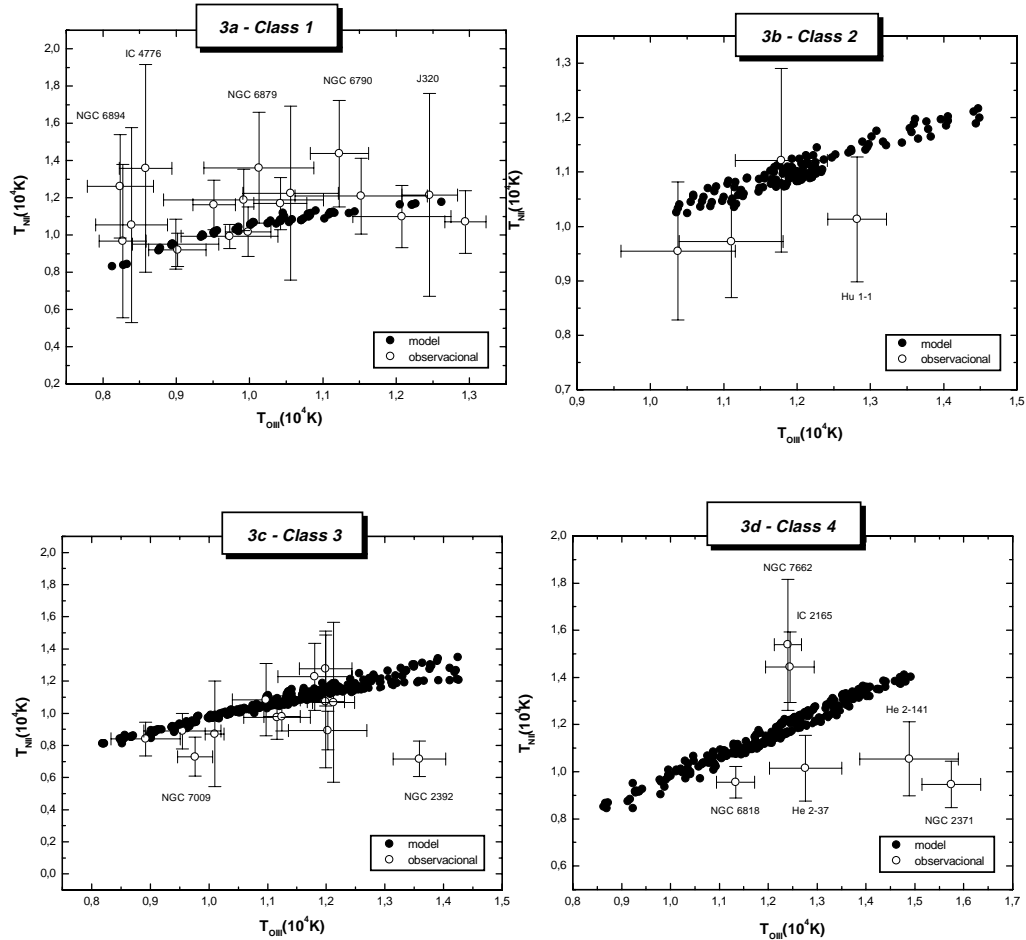 3a - Class 1
IC 4776
NGC 6790
J320
NGC 6879
NGC 6894
T_NII(10^4K)
2,0
1,8
1,6
1,4
1,2
1,0
0,8
0,6
0,4
0,2
model
observacional
0,8 0,9 1,0 1,1 1,2 1,3
T_OIII(10^4K)
3b - Class 2
T_NII(10^4K)
1,3
1,2
1,1
1,0
0,9
0,8
0,7
Hu 1-1
model
observacional
0,9 1,0 1,1 1,2 1,3 1,4 1,5
T_OIII(10^4K)
3c - Class 3
T_NII(10^4K)
2,0
1,8
1,6
1,4
1,2
1,0
0,8
0,6
0,4
0,2
0,0
NGC 7009
NGC 2392
model
observacional
0,8 0,9 1,0 1,1 1,2 1,3 1,4 1,5
T_OIII(10^4K)
3d - Class 4
NGC 7662
IC 2165
He 2-141
NGC 6818
He 2-37
NGC 2371
T_NII(10^4K)
2,0
1,8
1,6
1,4
1,2
1,0
0,8
0,6
model
observacional
0,8 0,9 1,0 1,1 1,2 1,3 1,4 1,5 1,6 1,7
T_OIII(10^4K)